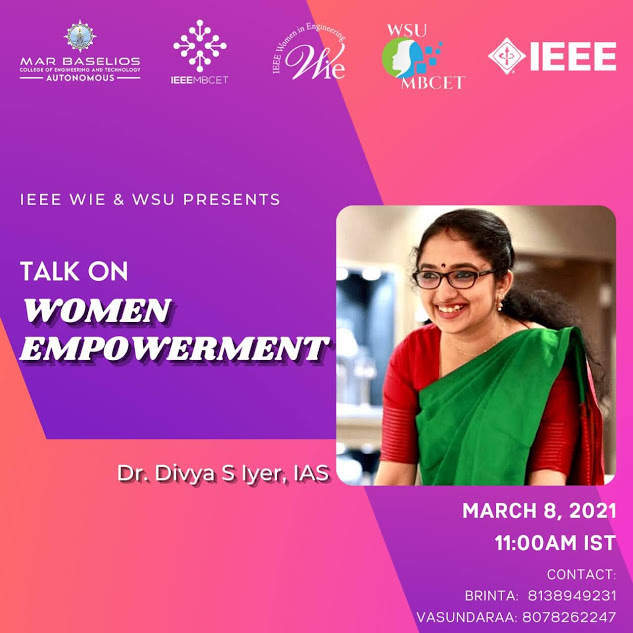 MAR BASELIOS
COLLEGE OF ENGINEERING AND TECHNOLOGY
AUTONOMOUS
IEEEMBCET
IEEE Women in Engineering
Wie
WSU
MBCET
IEEE
IEEE WIE & WSU PRESENTS
TALK ON
WOMEN
EMPOWERMENT
Dr. Divya S Iyer, IAS
MARCH 8, 2021
11:00AM IST
CONTACT:
BRINTA: 8138949231
VASUNDARAA: 8078262247